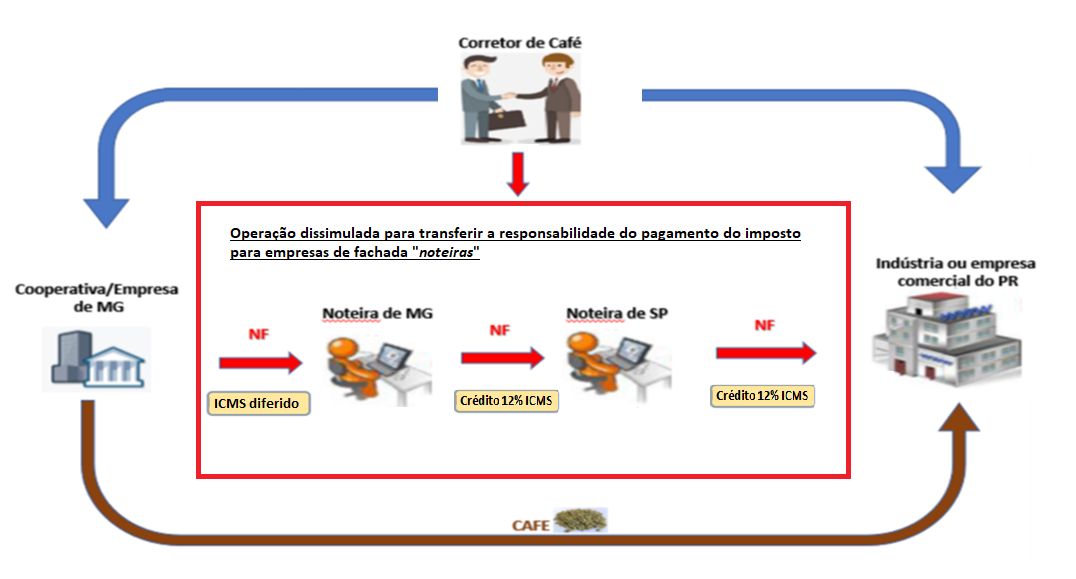 Corretor de Café
Operação dissimulada para transferir a responsabilidade do pagamento do imposto
para empresas de fachada "noteiras"
Cooperativa/Empresa
de MG
Indústria ou empresa
comercial do PR
NF
Noteira de MG
NF
Noteira de SP
NF
ICMS diferido
Crédito 12% ICMS
Crédito 12% ICMS
CAFE